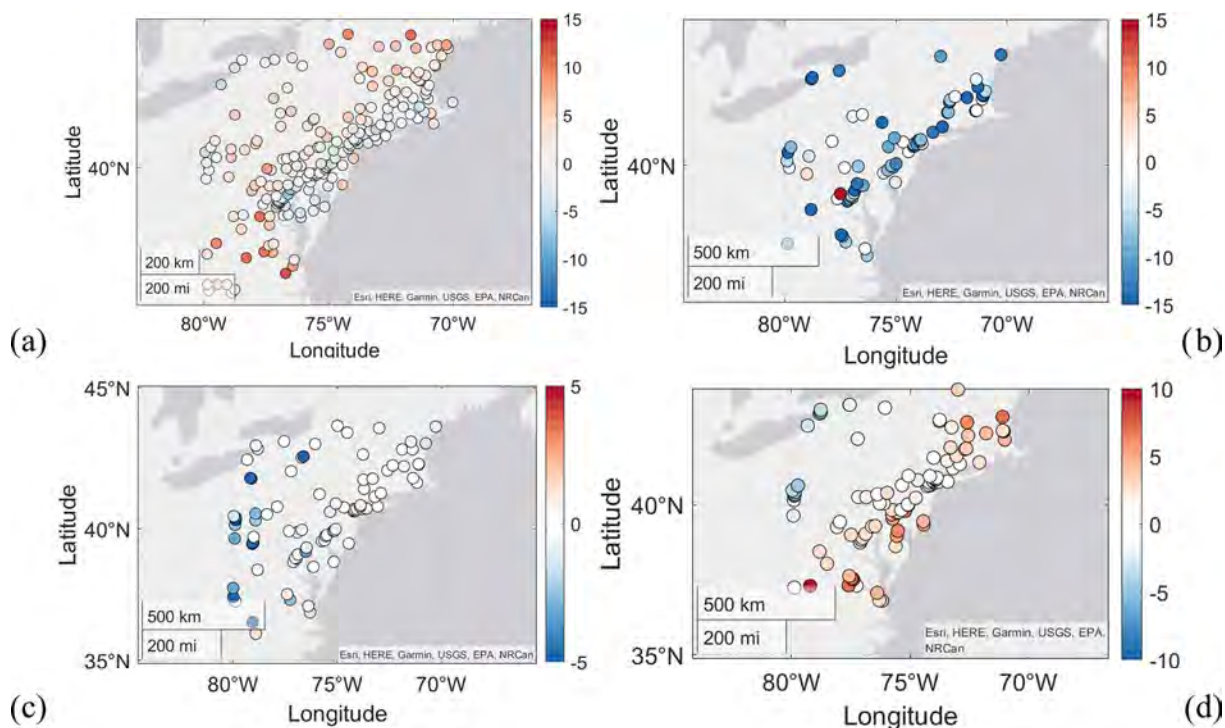 15
10
5
0
-5
-10
-15
Latitude
40°N
200 km
200 mi
Esri, HERE, Garmin, USGS, EPA, NRCan
80°W
75°W
70°W
Longitude
(a)
15
10
5
0
-5
-10
-15
Latitude
40°N
500 km
200 mi
Esri, HERE, Garmin, USGS, EPA, NRCan
80°W
75°W
70°W
Longitude
(b)
45°N
40°N
35°N
Latitude
5
0
-5
500 km
200 mi
Esri, HERE, Garmin, USGS, EPA, NRCan
80°W
75°W
70°W
Longitude
(c)
10
5
0
-5
-10
Latitude
40°N
35°N
500 km
200 mi
Esri, HERE, Garmin, USGS, EPA,
NRCan
80°W
75°W
70°W
Longitude
(d)